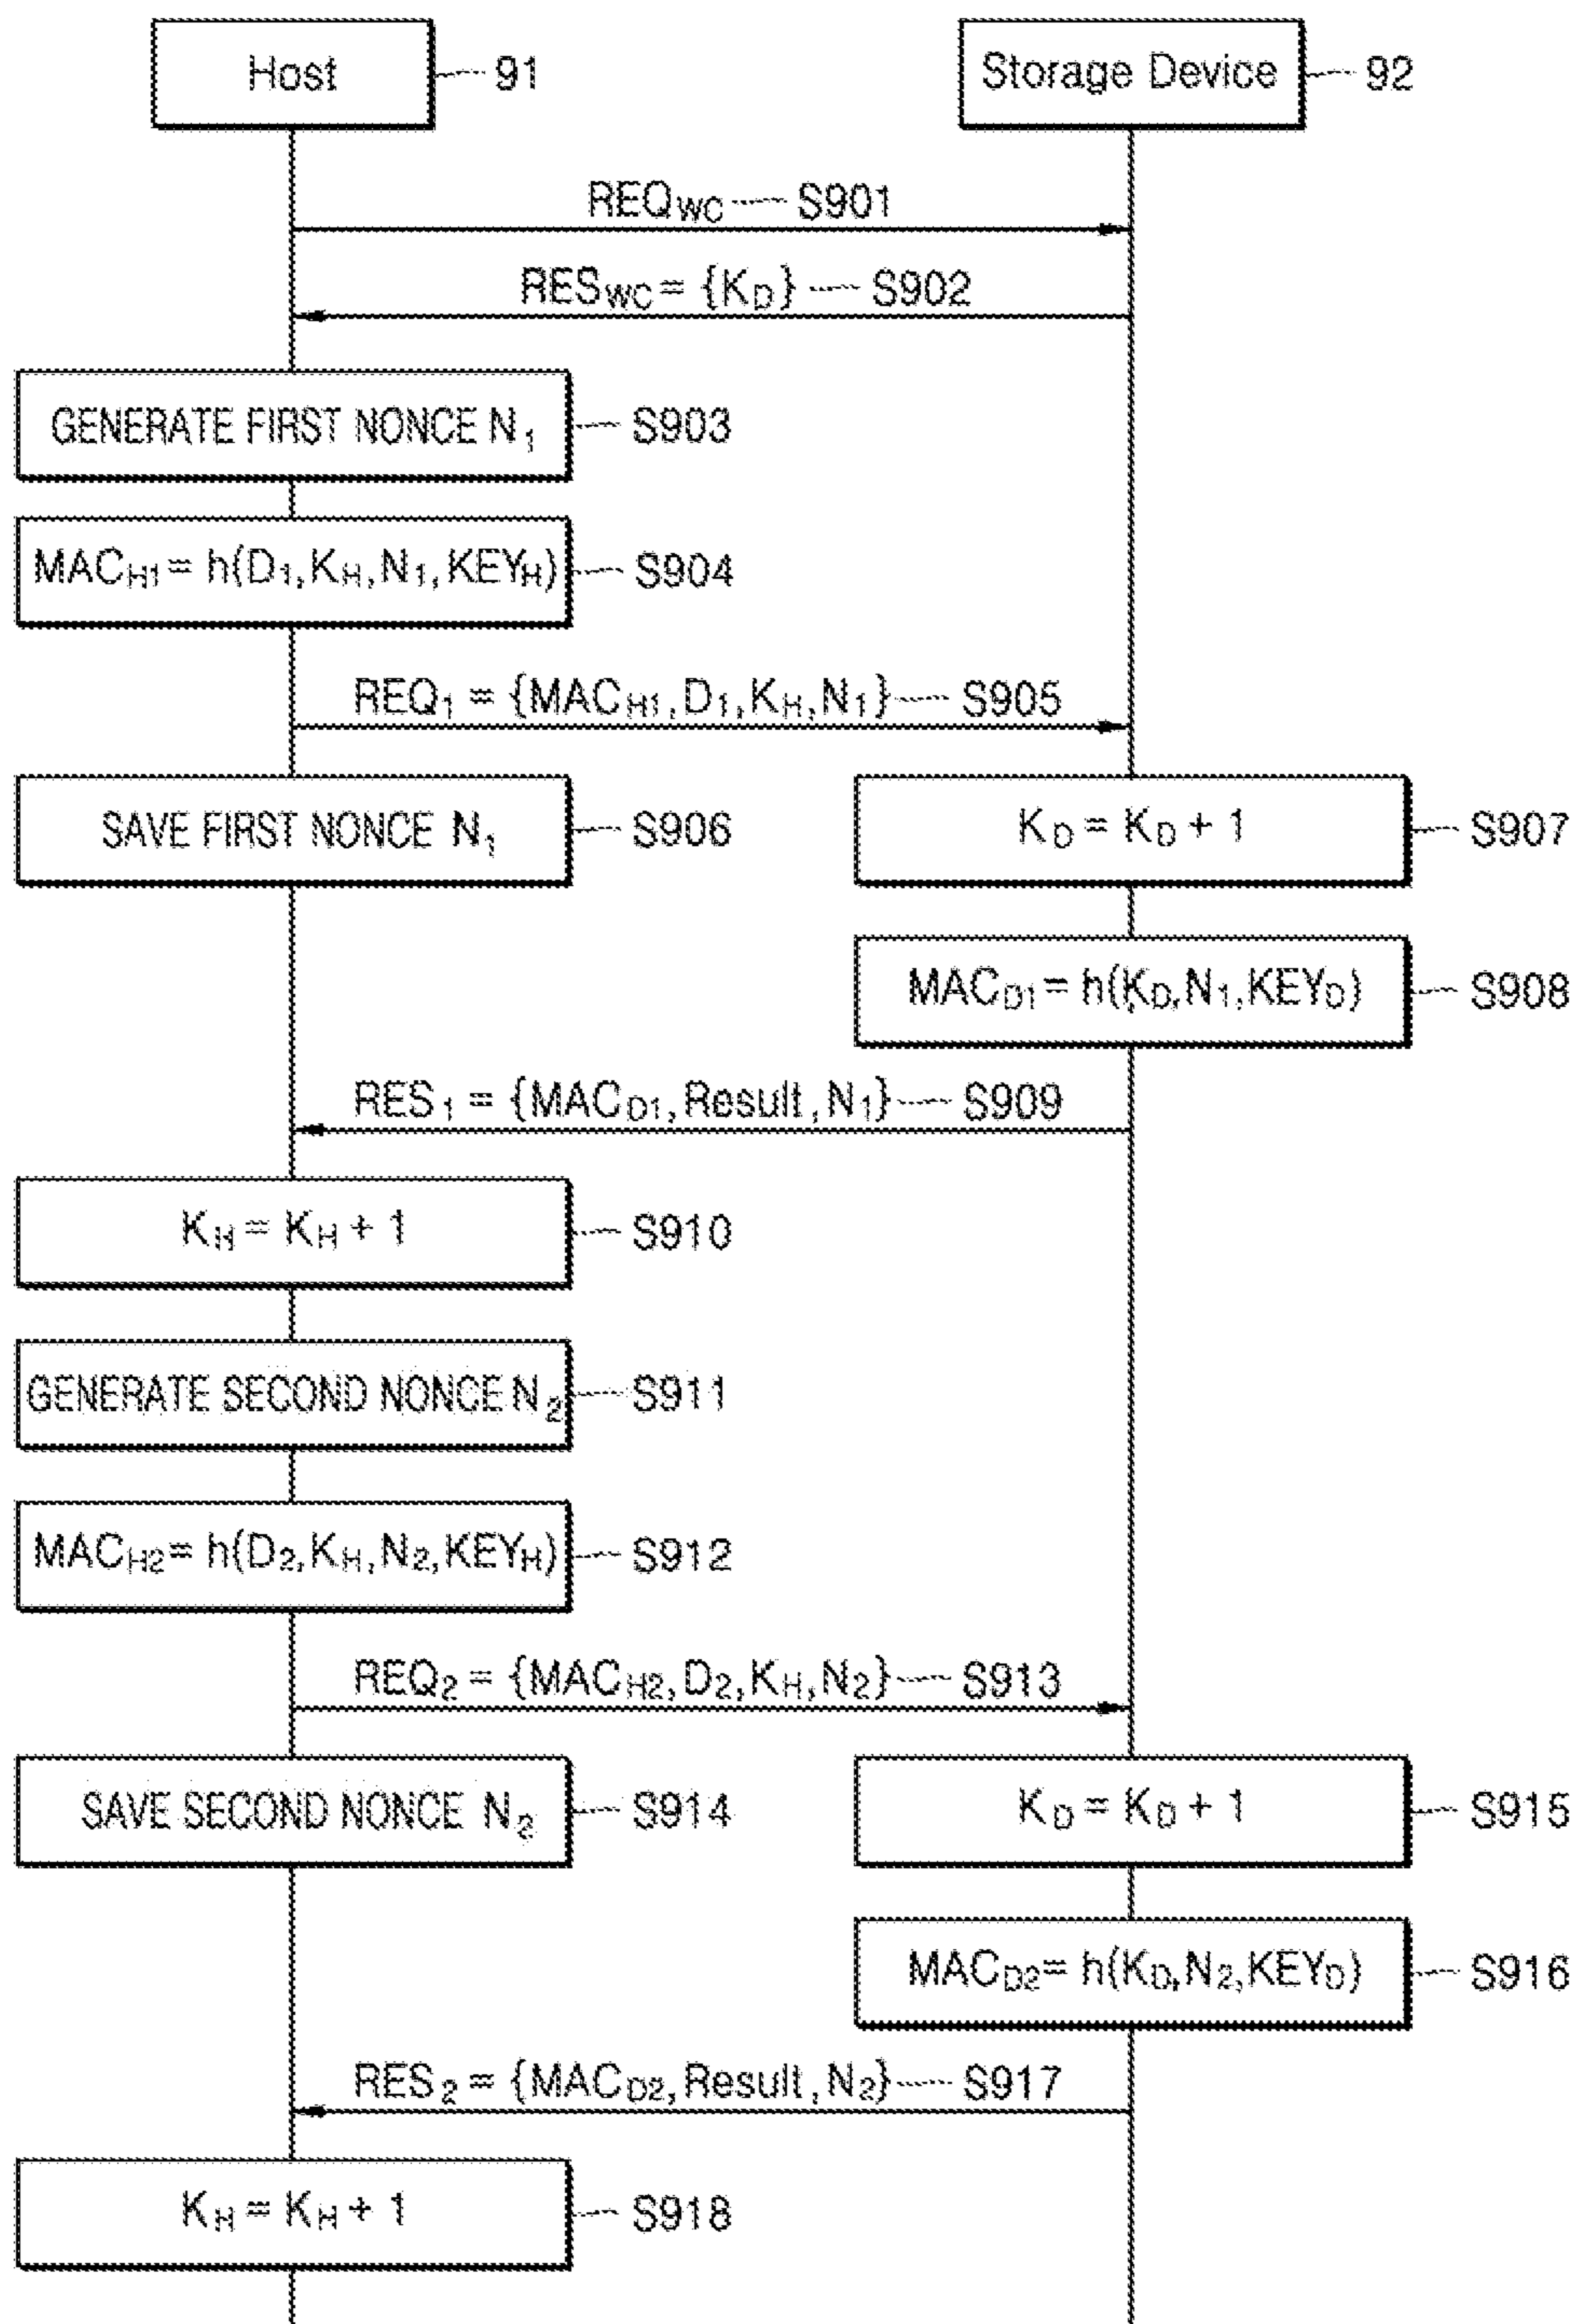 Host 91
Storage Device 92
REQWC S901
RESWC = {KD} S902
GENERATE FIRST NONCE N1 S903
MACH1 = h(D1,KH,N1,KEYH) S904
REQ1 = {MACH1,D1,KH,N1} S905
SAVE FIRST NONCE N1 S906
KD = KD + 1 S907
MACD1 = h(KD,N1,KEYD) S908
RES1 = {MACD1,Result,N1} S909
KH = KH + 1 S910
GENERATE SECOND NONCE N2 S911
MACH2 = h(D2,KH,N2,KEYH) S912
REQ2 = {MACH2,D2,KH,N2} S913
SAVE SECOND NONCE N2 S914
KD = KD + 1 S915
MACD2 = h(KD,N2,KEYD) S916
RES2 = {MACD2,Result,N2} S917
KH = KH + 1 S918